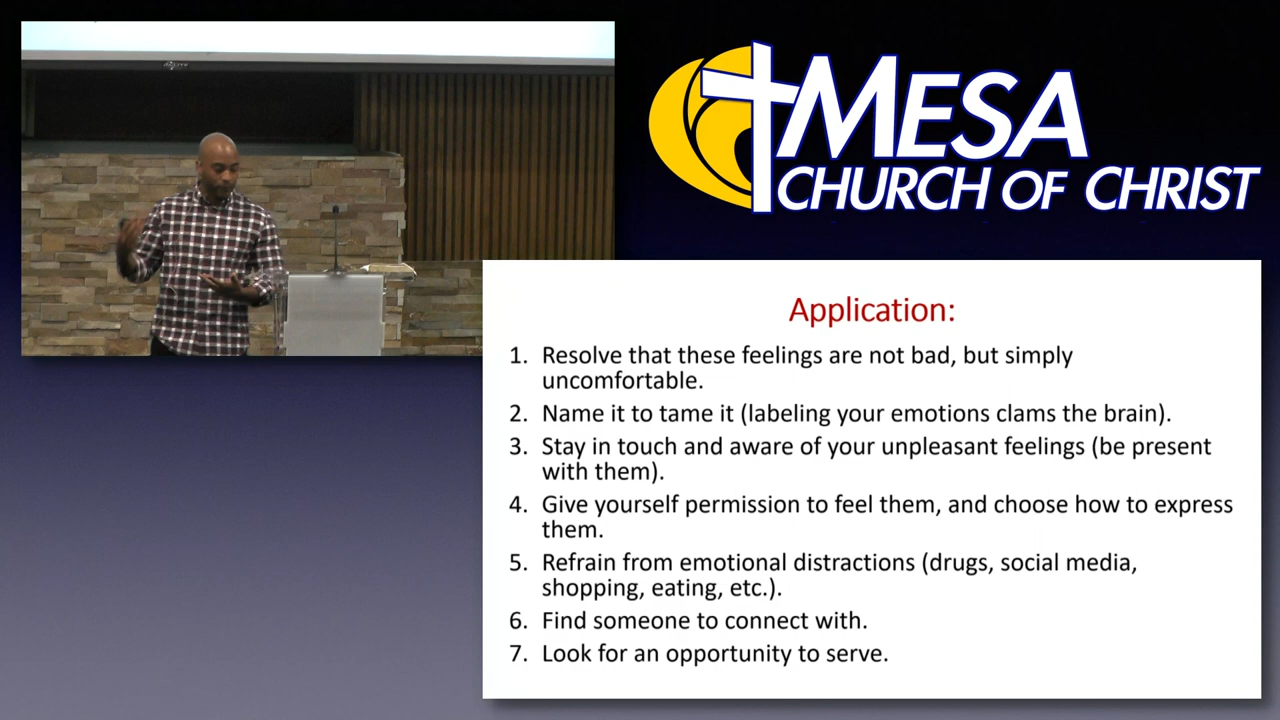 MESA
CHURCH OF CHRIST
Application:
1. Resolve that these feelings are not bad, but simply
uncomfortable.
2. Name it to tame it (labeling your emotions clams the brain).
3. Stay in touch and aware of your unpleasant feelings (be present
with them).
4. Give yourself permission to feel them, and choose how to express
them.
5. Refrain from emotional distractions (drugs, social media,
shopping, eating, etc.).
6. Find someone to connect with.
7. Look for an opportunity to serve.